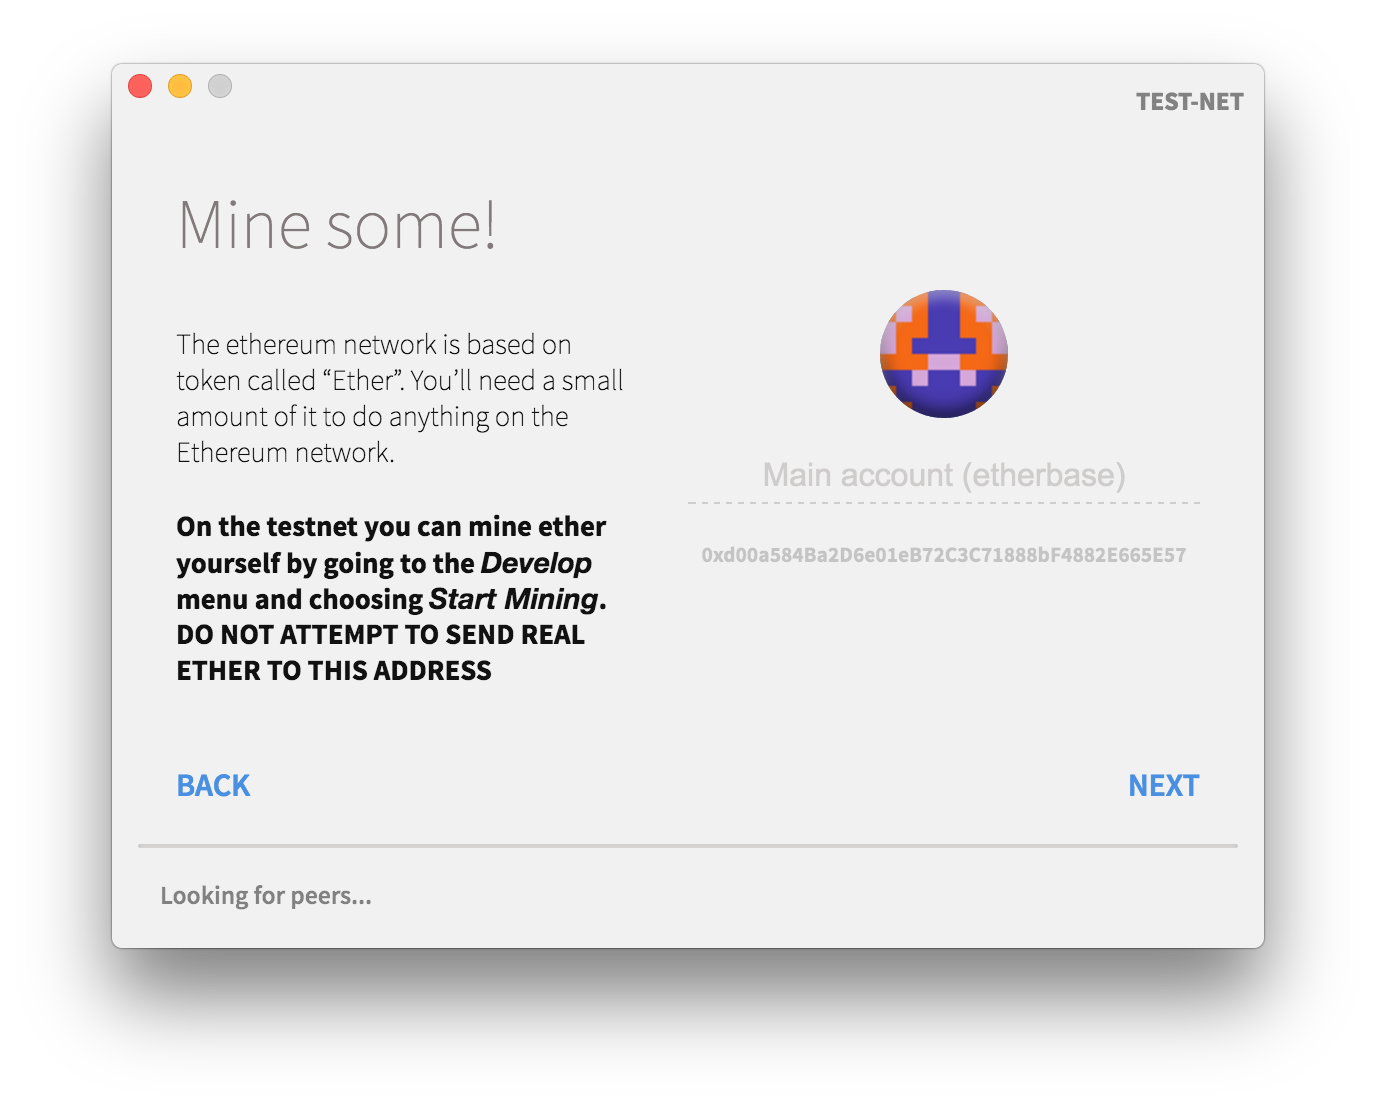 TEST-NET
Mine some!
The ethereum network is based on
token called “Ether”. You’ll need a small
amount of it to do anything on the
Ethereum network.
On the testnet you can mine ether
yourself by going to the Develop
menu and choosing Start Mining.
DO NOT ATTEMPT TO SEND REAL
ETHER TO THIS ADDRESS
Main account (etherbase)
0xd00a584Ba2D6e01eB72C3C71888bF4882E665E57
BACK
NEXT
Looking for peers...